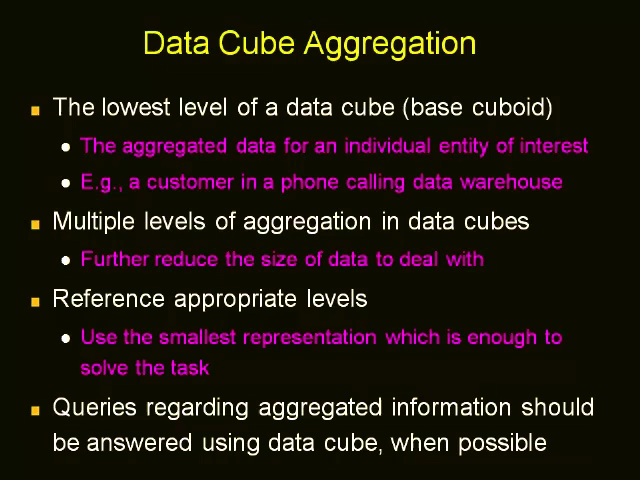 Data Cube Aggregation
The lowest level of a data cube (base cuboid)
The aggregated data for an individual entity of interest
E.g., a customer in a phone calling data warehouse
Multiple levels of aggregation in data cubes
Further reduce the size of data to deal with
Reference appropriate levels
Use the smallest representation which is enough to
solve the task
Queries regarding aggregated information should
be answered using data cube, when possible